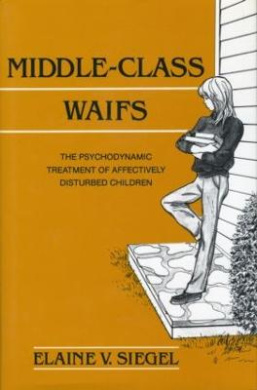 MIDDLE-CLASS
WAIFS
THE PSYCHODYNAMIC
TREATMENT OF AFFECTIVELY
DISTURBED CHILDREN
ELAINE V. SIEGEL